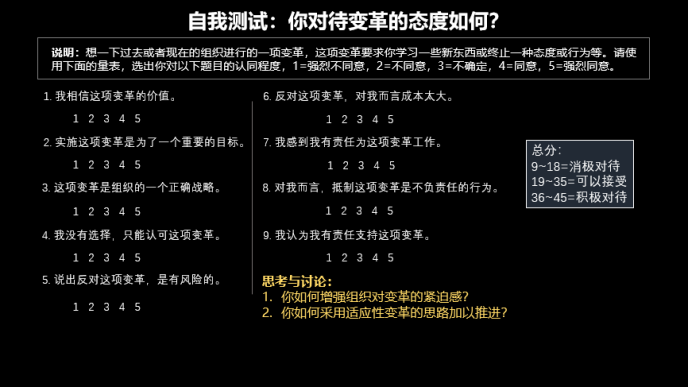 自我测试：你对待变革的态度如何？
说明：想一下过去或者现在的组织进行的一项变革，这项变革要求你学习一些新东西或终止一种态度或行为等。请使
用下面的量表，选出你对以下题目的认同程度，1=强烈不同意，2=不同意，3=不确定，4=同意，5=强烈同意。
1. 我相信这项变革的价值。
1 2 3 4 5
2. 实施这项变革是为了一个重要的目标。
1 2 3 4 5
3. 这项变革是组织的一个正确战略。
1 2 3 4 5
4. 我没有选择，只能认可这项变革。
1 2 3 4 5
5. 说出反对这项变革，是有风险的。
1 2 3 4 5
6. 反对这项变革，对我而言成本太大。
1 2 3 4 5
7. 我感到我有责任为这项变革工作。
1 2 3 4 5
8. 对我而言，抵制这项变革是不负责任的行为。
1 2 3 4 5
9. 我认为我有责任支持这项变革。
1 2 3 4 5
思考与讨论：
1. 你如何增强组织对变革的紧迫感？
2. 你如何采用适应性变革的思路加以推进？
总分：
9~18=消极对待
19~35=可以接受
36~45=积极对待